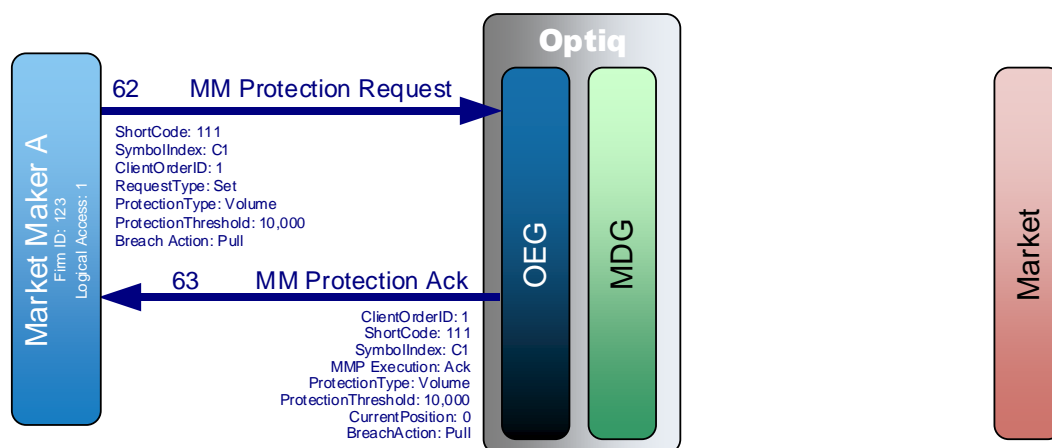 Optiq
62 MM Protection Request
ShortCode: 111
SymbolIndex: C1
ClientOrderID: 1
RequestType: Set
ProtectionType: Volume
ProtectionThreshold: 10,000
Breach Action: Pull
63 MM Protection Ack
ClientOrderID: 1
ShortCode: 111
SymbolIndex: C1
MMP Execution: Ack
ProtectionType: Volume
ProtectionThreshold: 10,000
CurrentPosition: 0
BreachAction: Pull
Market Maker A
Firm ID: 123
Logical Access: 1
OEG
MDG
Market